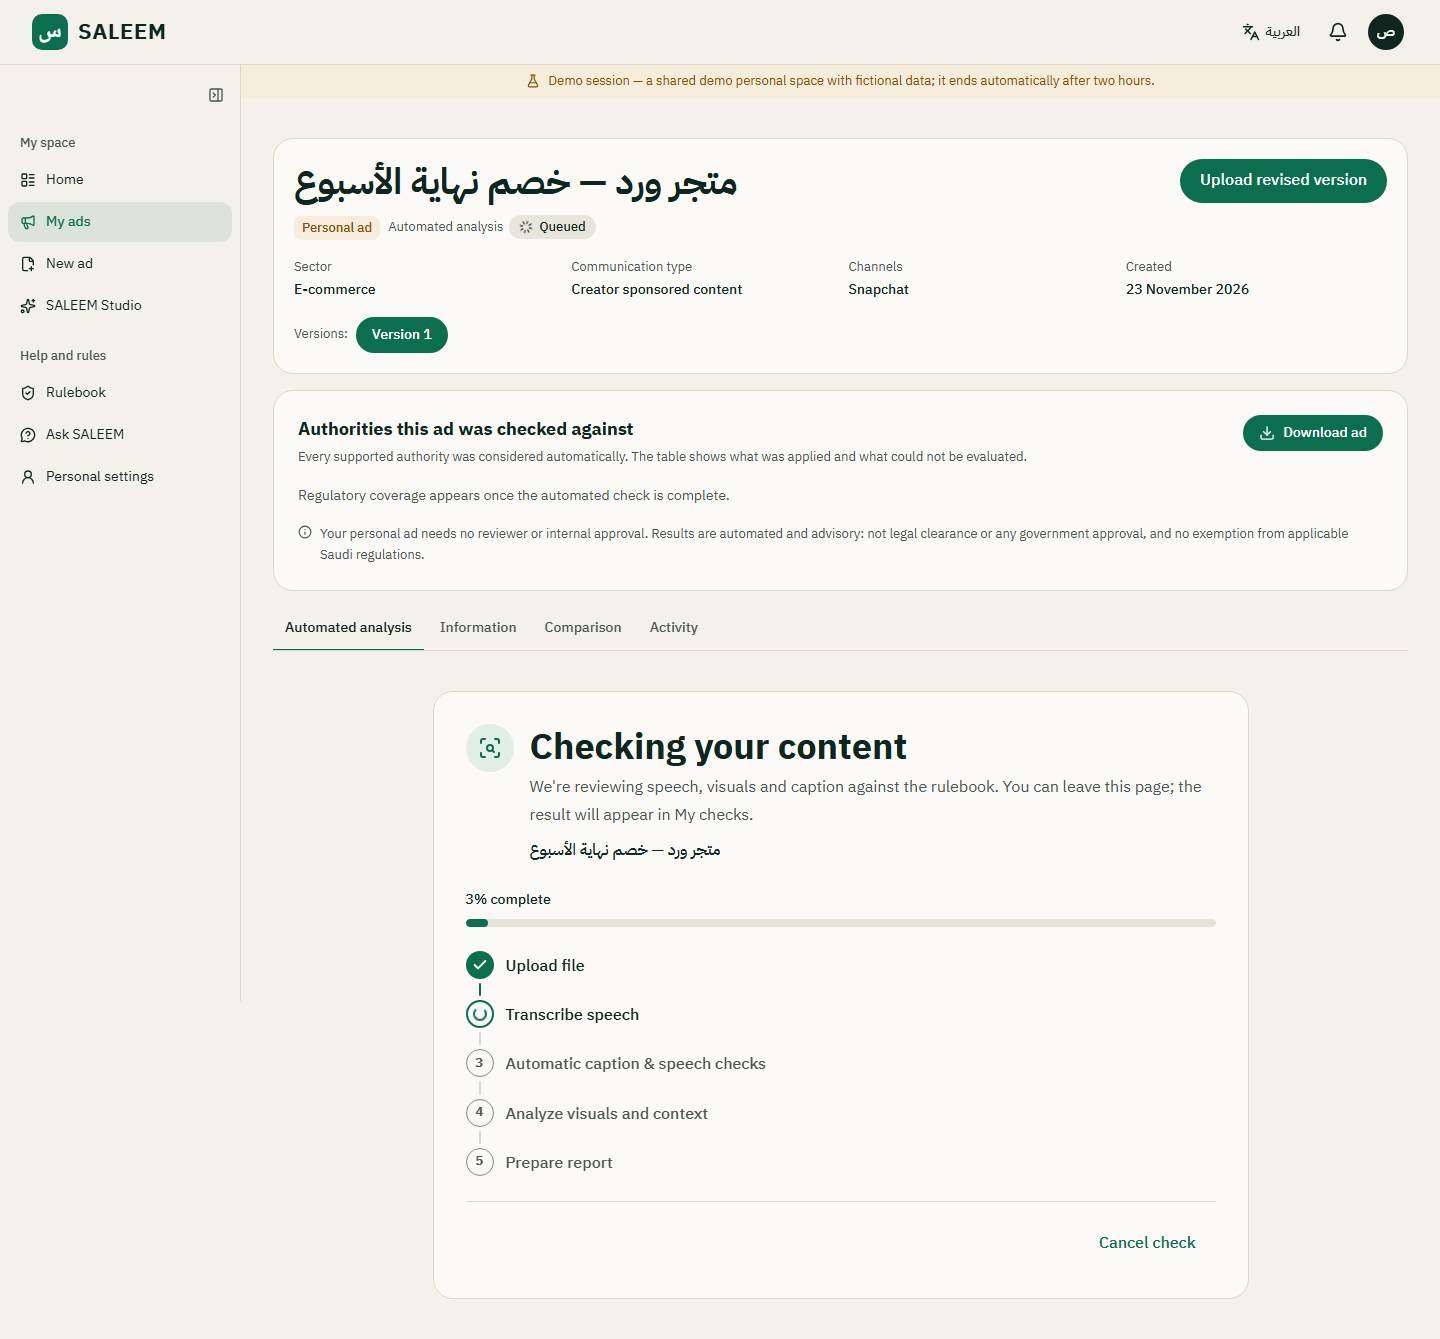 س SALEEM
العربية
ص
Demo session — a shared demo personal space with fictional data; it ends automatically after two hours.
My space
Home
My ads
New ad
SALEEM Studio
Help and rules
Rulebook
Ask SALEEM
Personal settings
متجر ورد — خصم نهاية الأسبوع
Upload revised version
Personal ad Automated analysis Queued
Sector Communication type Channels Created
E-commerce Creator sponsored content Snapchat 23 November 2026
Versions: Version 1
Authorities this ad was checked against
Download ad
Every supported authority was considered automatically. The table shows what was applied and what could not be evaluated.
Regulatory coverage appears once the automated check is complete.
Your personal ad needs no reviewer or internal approval. Results are automated and advisory: not legal clearance or any government approval, and no exemption from applicable
Saudi regulations.
Automated analysis Information Comparison Activity
Checking your content
We're reviewing speech, visuals and caption against the rulebook. You can leave this page; the
result will appear in My checks.
متجر ورد — خصم نهاية الأسبوع
3% complete
Upload file
Transcribe speech
3 Automatic caption & speech checks
4 Analyze visuals and context
5 Prepare report
Cancel check